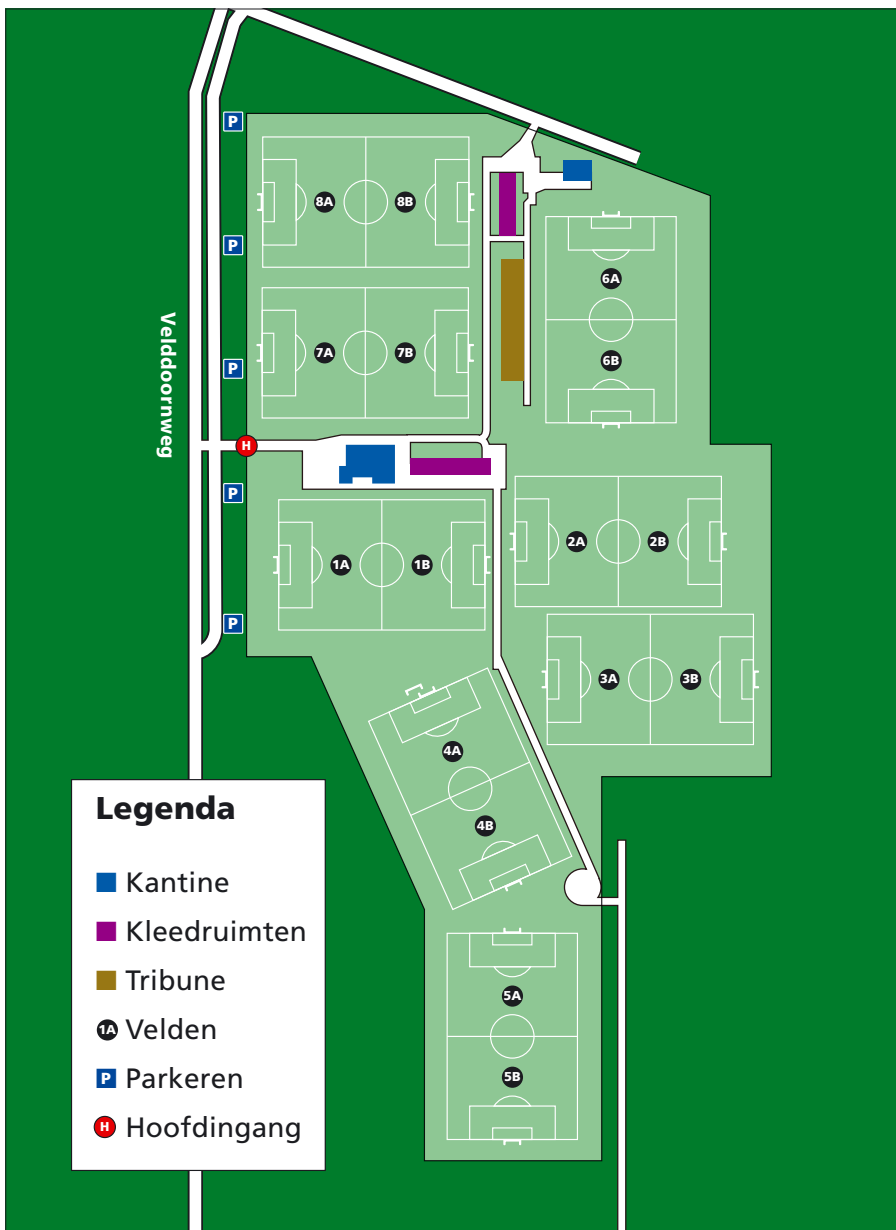 P
8A 8B
6A
P
Velddoornweg
7A 7B
6B
P
H
P
2A 2B
1A 1B
P
3A 3B
4A
4B
5A
5B
Legenda
Kantine
Kleedruimten
Tribune
1A Velden
P Parkeren
H Hoofdingang